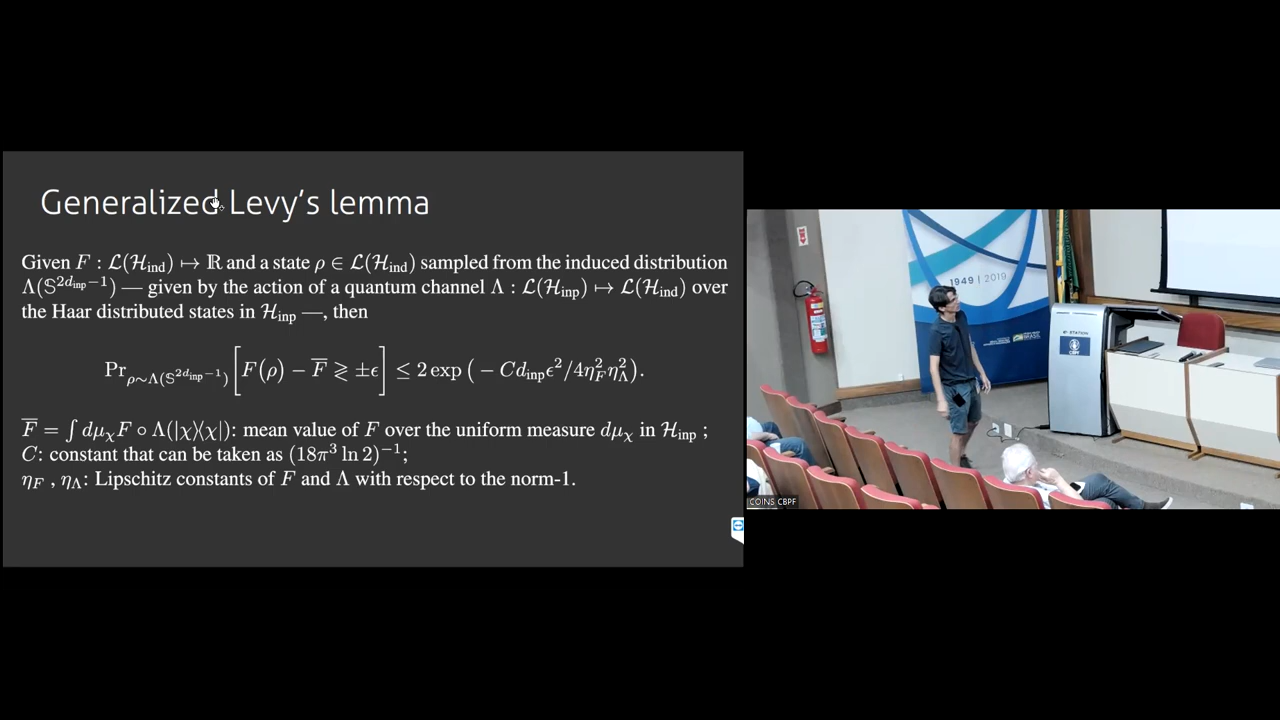 Generalized Levy's lemma
Given F : ℒ(ℋ_ind) ↦ ℝ and a state ρ ∈ ℒ(ℋ_ind) sampled from the induced distribution
Λ(𝕊^{2d_inp−1}) — given by the action of a quantum channel Λ : ℒ(ℋ_inp) ↦ ℒ(ℋ_ind) over
the Haar distributed states in ℋ_inp —, then
Pr_{ρ∼Λ(𝕊^{2d_inp−1})} [F(ρ) − F̅ ≷ ±ϵ] ≤ 2 exp (− C d_inp ϵ²/4η_F² η_Λ²).
F̅ = ∫ dμ_χ F ∘ Λ(|χ⟩⟨χ|): mean value of F over the uniform measure dμ_χ in ℋ_inp ;
C: constant that can be taken as (18π³ ln 2)^{−1};
η_F , η_Λ: Lipschitz constants of F and Λ with respect to the norm-1.
1949 | 2019
BRASIL
CBPF
COINS CBPF